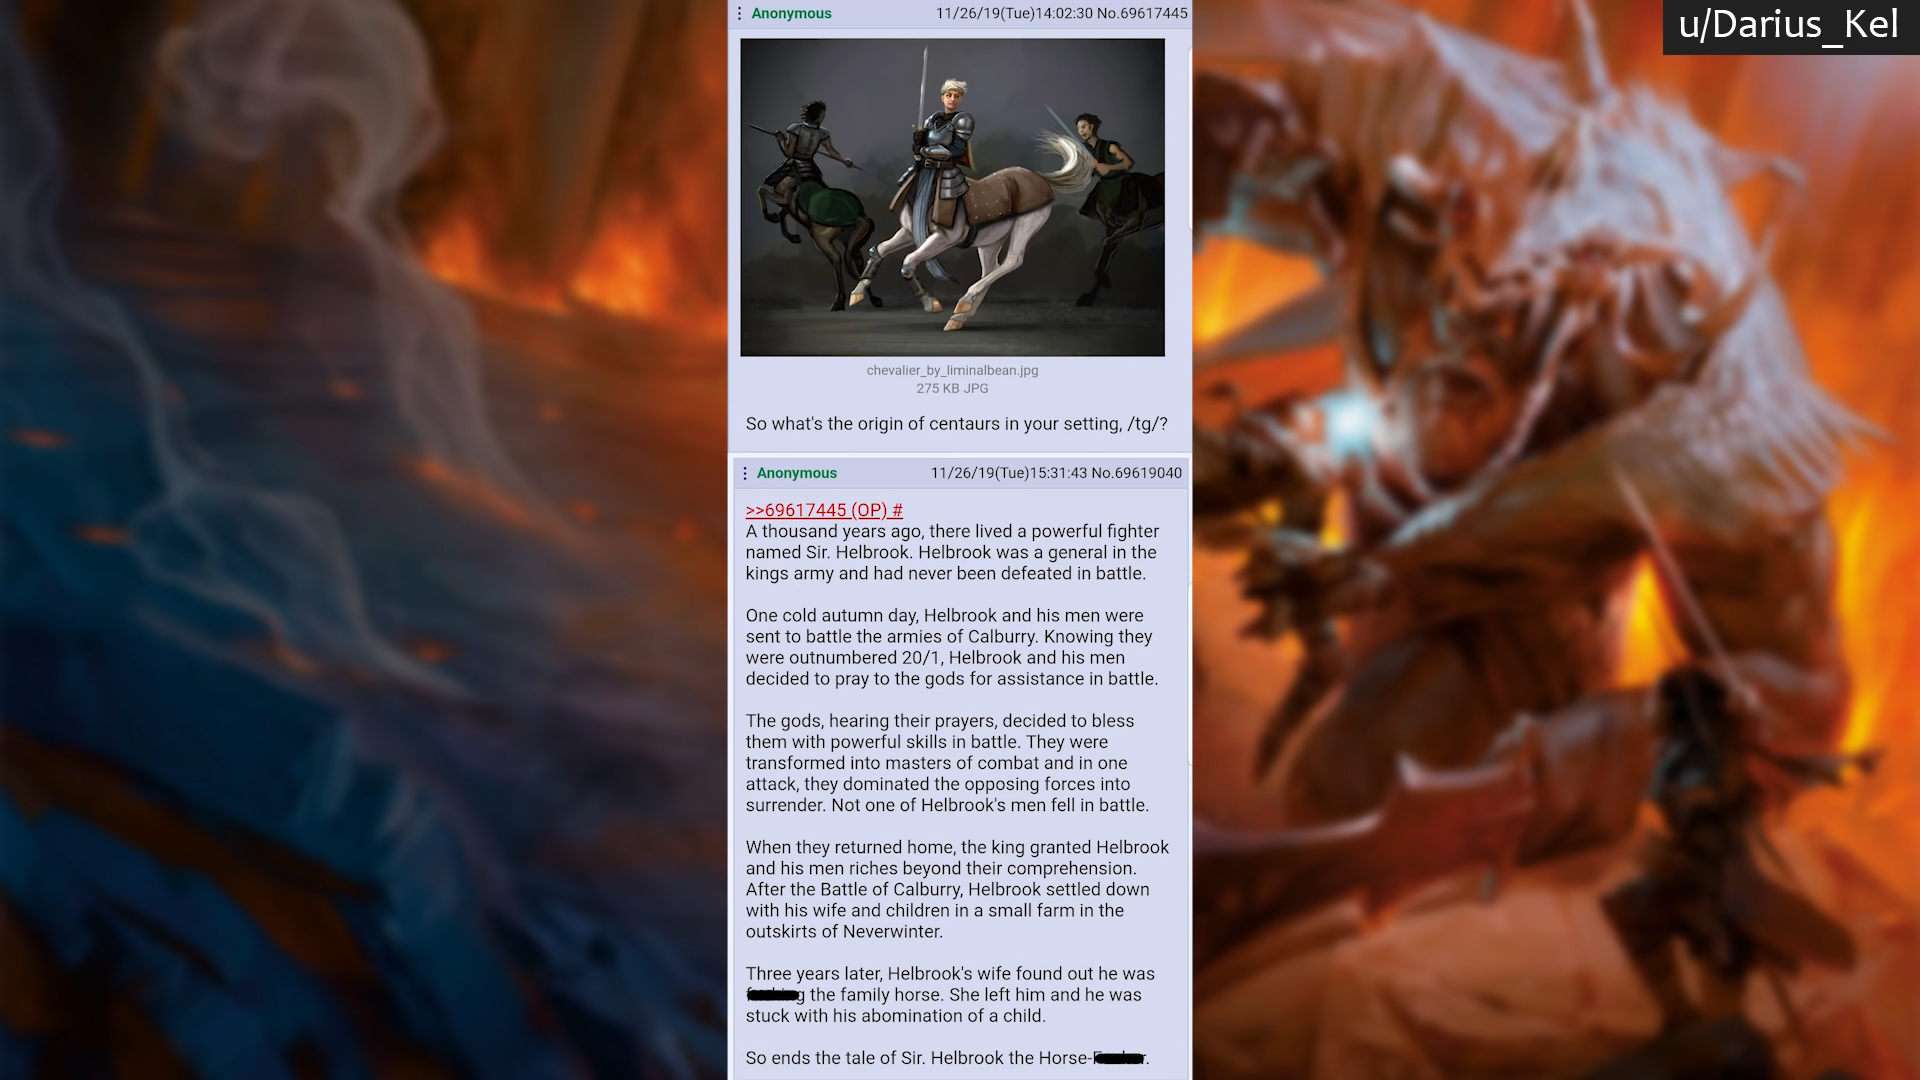 u/Darius_Kel
Anonymous 11/26/19(Tue)14:02:30 No.69617445
chevalier_by_liminalbean.jpg
275 KB JPG
So what's the origin of centaurs in your setting, /tg/?
Anonymous 11/26/19(Tue)15:31:43 No.69619040
>>69617445 (OP) #
A thousand years ago, there lived a powerful fighter
named Sir. Helbrook. Helbrook was a general in the
kings army and had never been defeated in battle.
One cold autumn day, Helbrook and his men were
sent to battle the armies of Calburry. Knowing they
were outnumbered 20/1, Helbrook and his men
decided to pray to the gods for assistance in battle.
The gods, hearing their prayers, decided to bless
them with powerful skills in battle. They were
transformed into masters of combat and in one
attack, they dominated the opposing forces into
surrender. Not one of Helbrook's men fell in battle.
When they returned home, the king granted Helbrook
and his men riches beyond their comprehension.
After the Battle of Calburry, Helbrook settled down
with his wife and children in a small farm in the
outskirts of Neverwinter.
Three years later, Helbrook's wife found out he was
the family horse. She left him and he was
stuck with his abomination of a child.
So ends the tale of Sir. Helbrook the Horse-